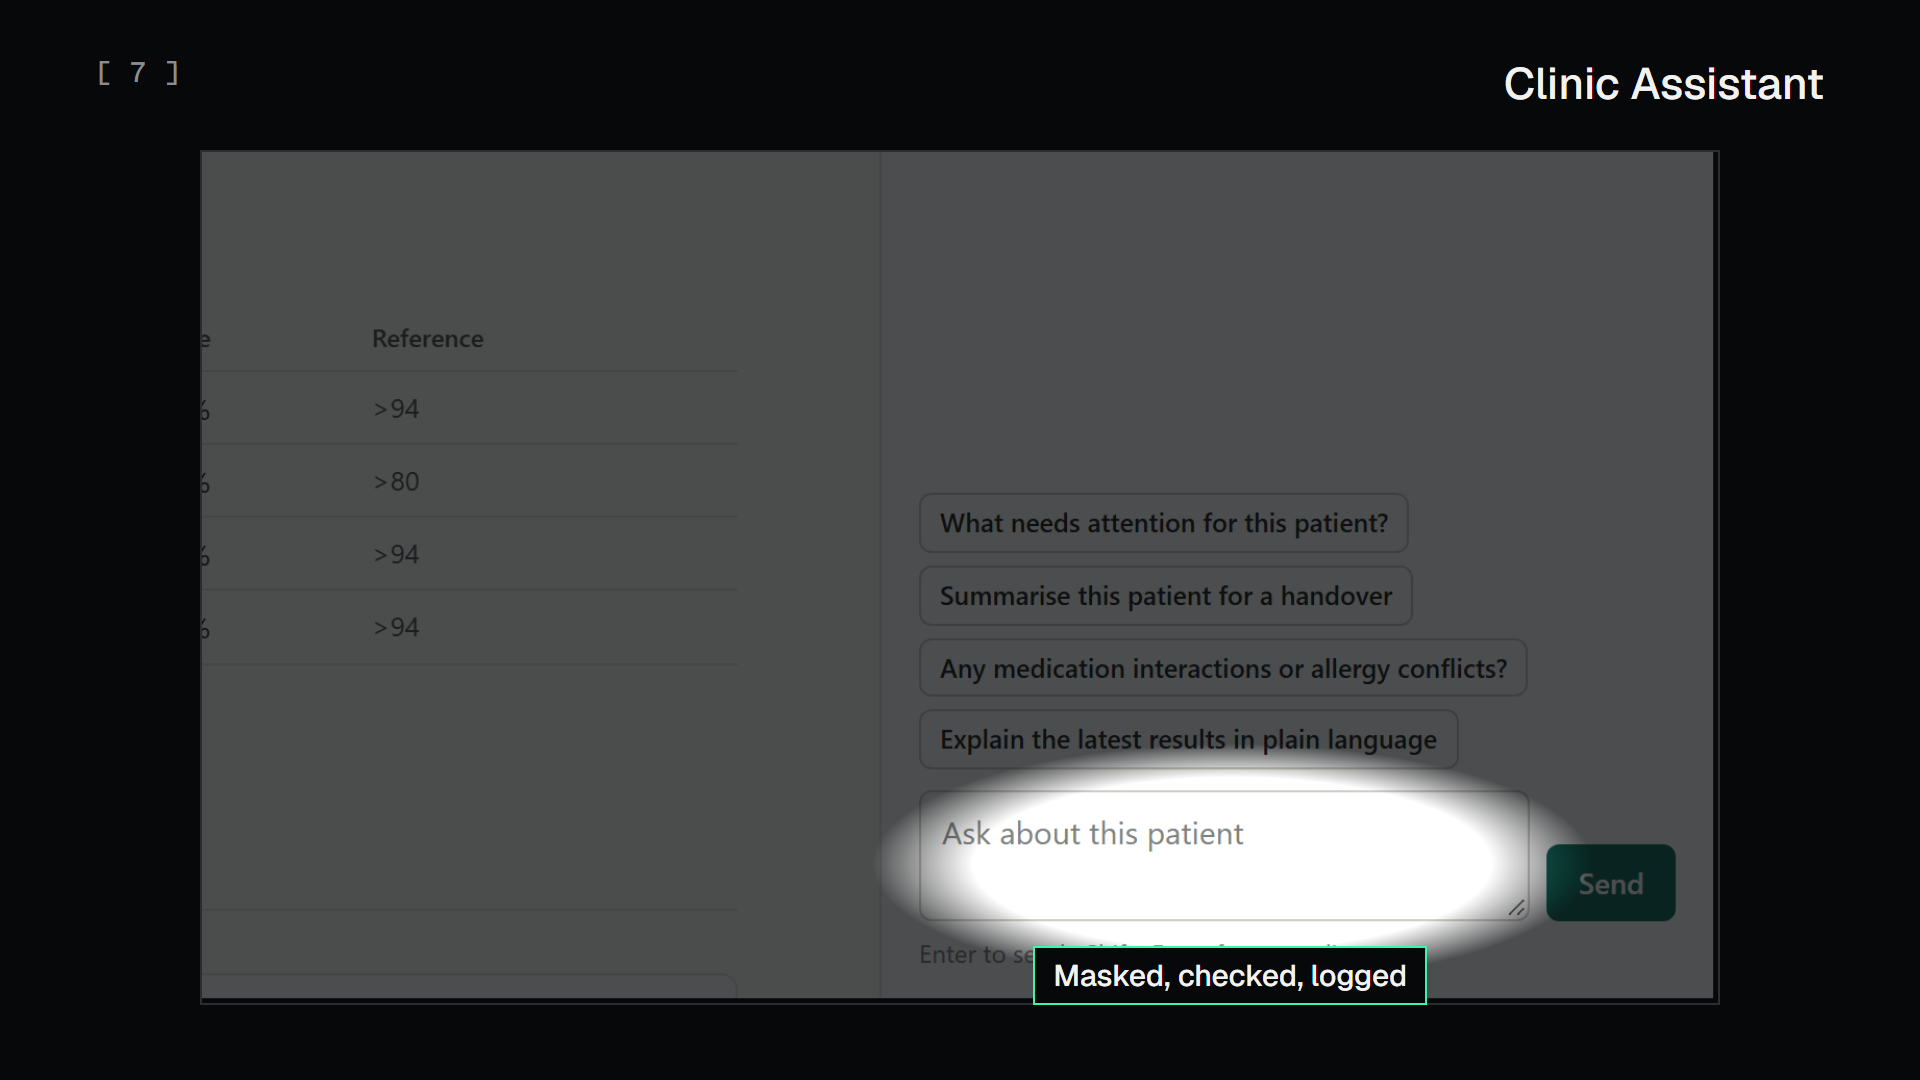 [ 7 ]
Clinic Assistant
e Reference
% >94
% >80
% >94
% >94
What needs attention for this patient?
Summarise this patient for a handover
Any medication interactions or allergy conflicts?
Explain the latest results in plain language
Ask about this patient
Send
Enter to
Masked, checked, logged